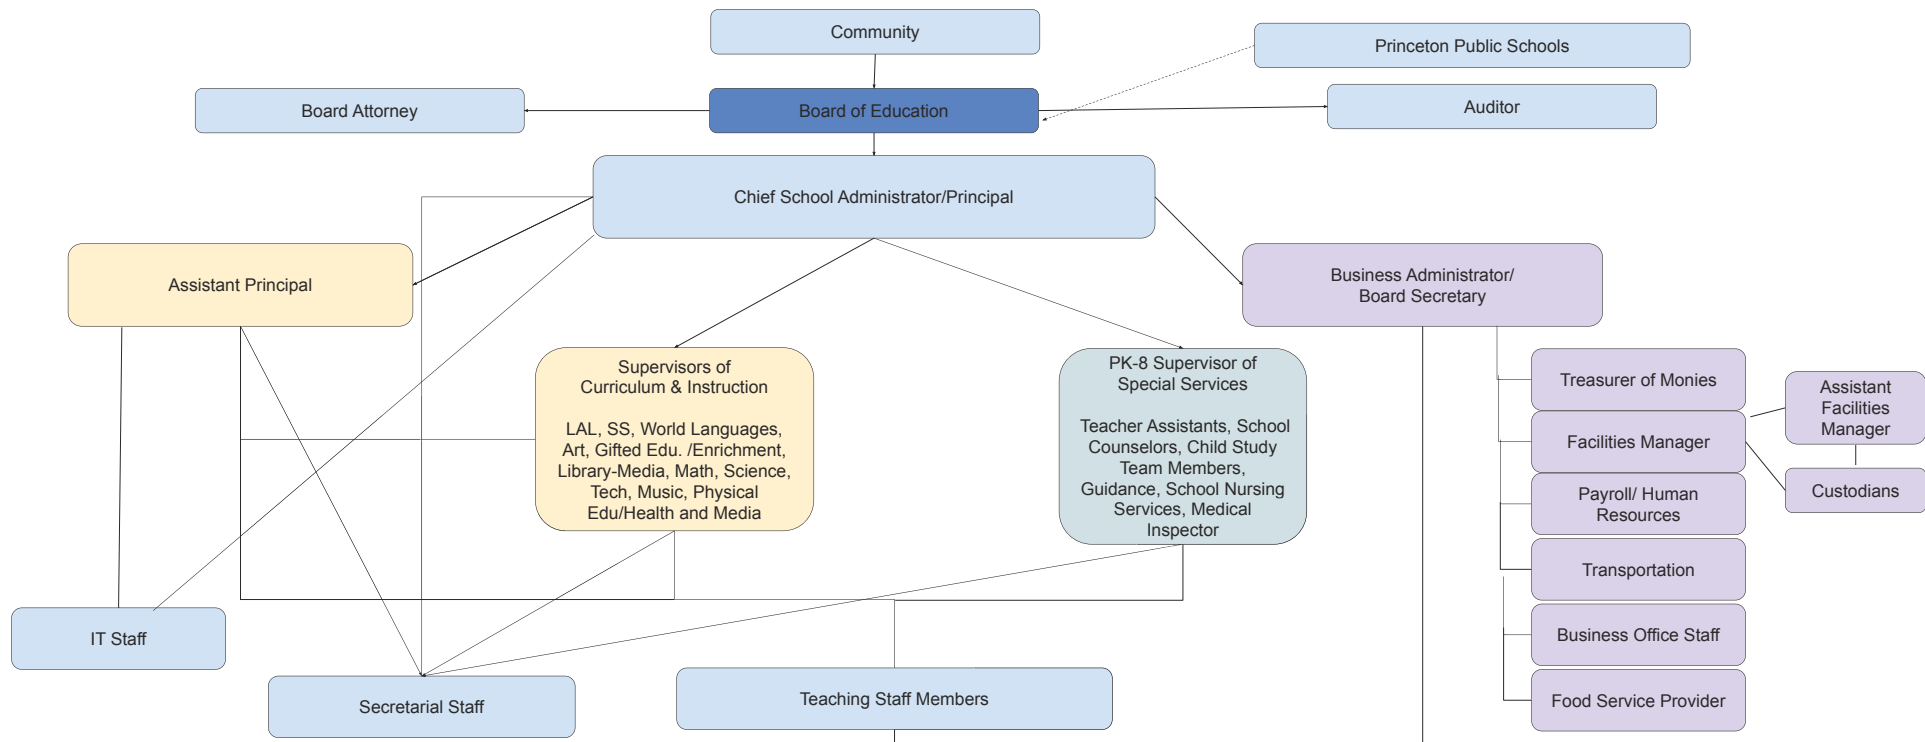 Community
Princeton Public Schools
Board Attorney
Board of Education
Auditor
Chief School Administrator/Principal
Assistant Principal
Business Administrator/
Board Secretary
Supervisors of
Curriculum & Instruction
LAL, SS, World Languages,
Art, Gifted Edu. /Enrichment,
Library-Media, Math, Science,
Tech, Music, Physical
Edu/Health and Media
PK-8 Supervisor of
Special Services
Teacher Assistants, School
Counselors, Child Study
Team Members,
Guidance, School Nursing
Services, Medical
Inspector
Treasurer of Monies
Facilities Manager
Assistant
Facilities
Manager
Custodians
Payroll/ Human
Resources
Transportation
Business Office Staff
Food Service Provider
IT Staff
Secretarial Staff
Teaching Staff Members